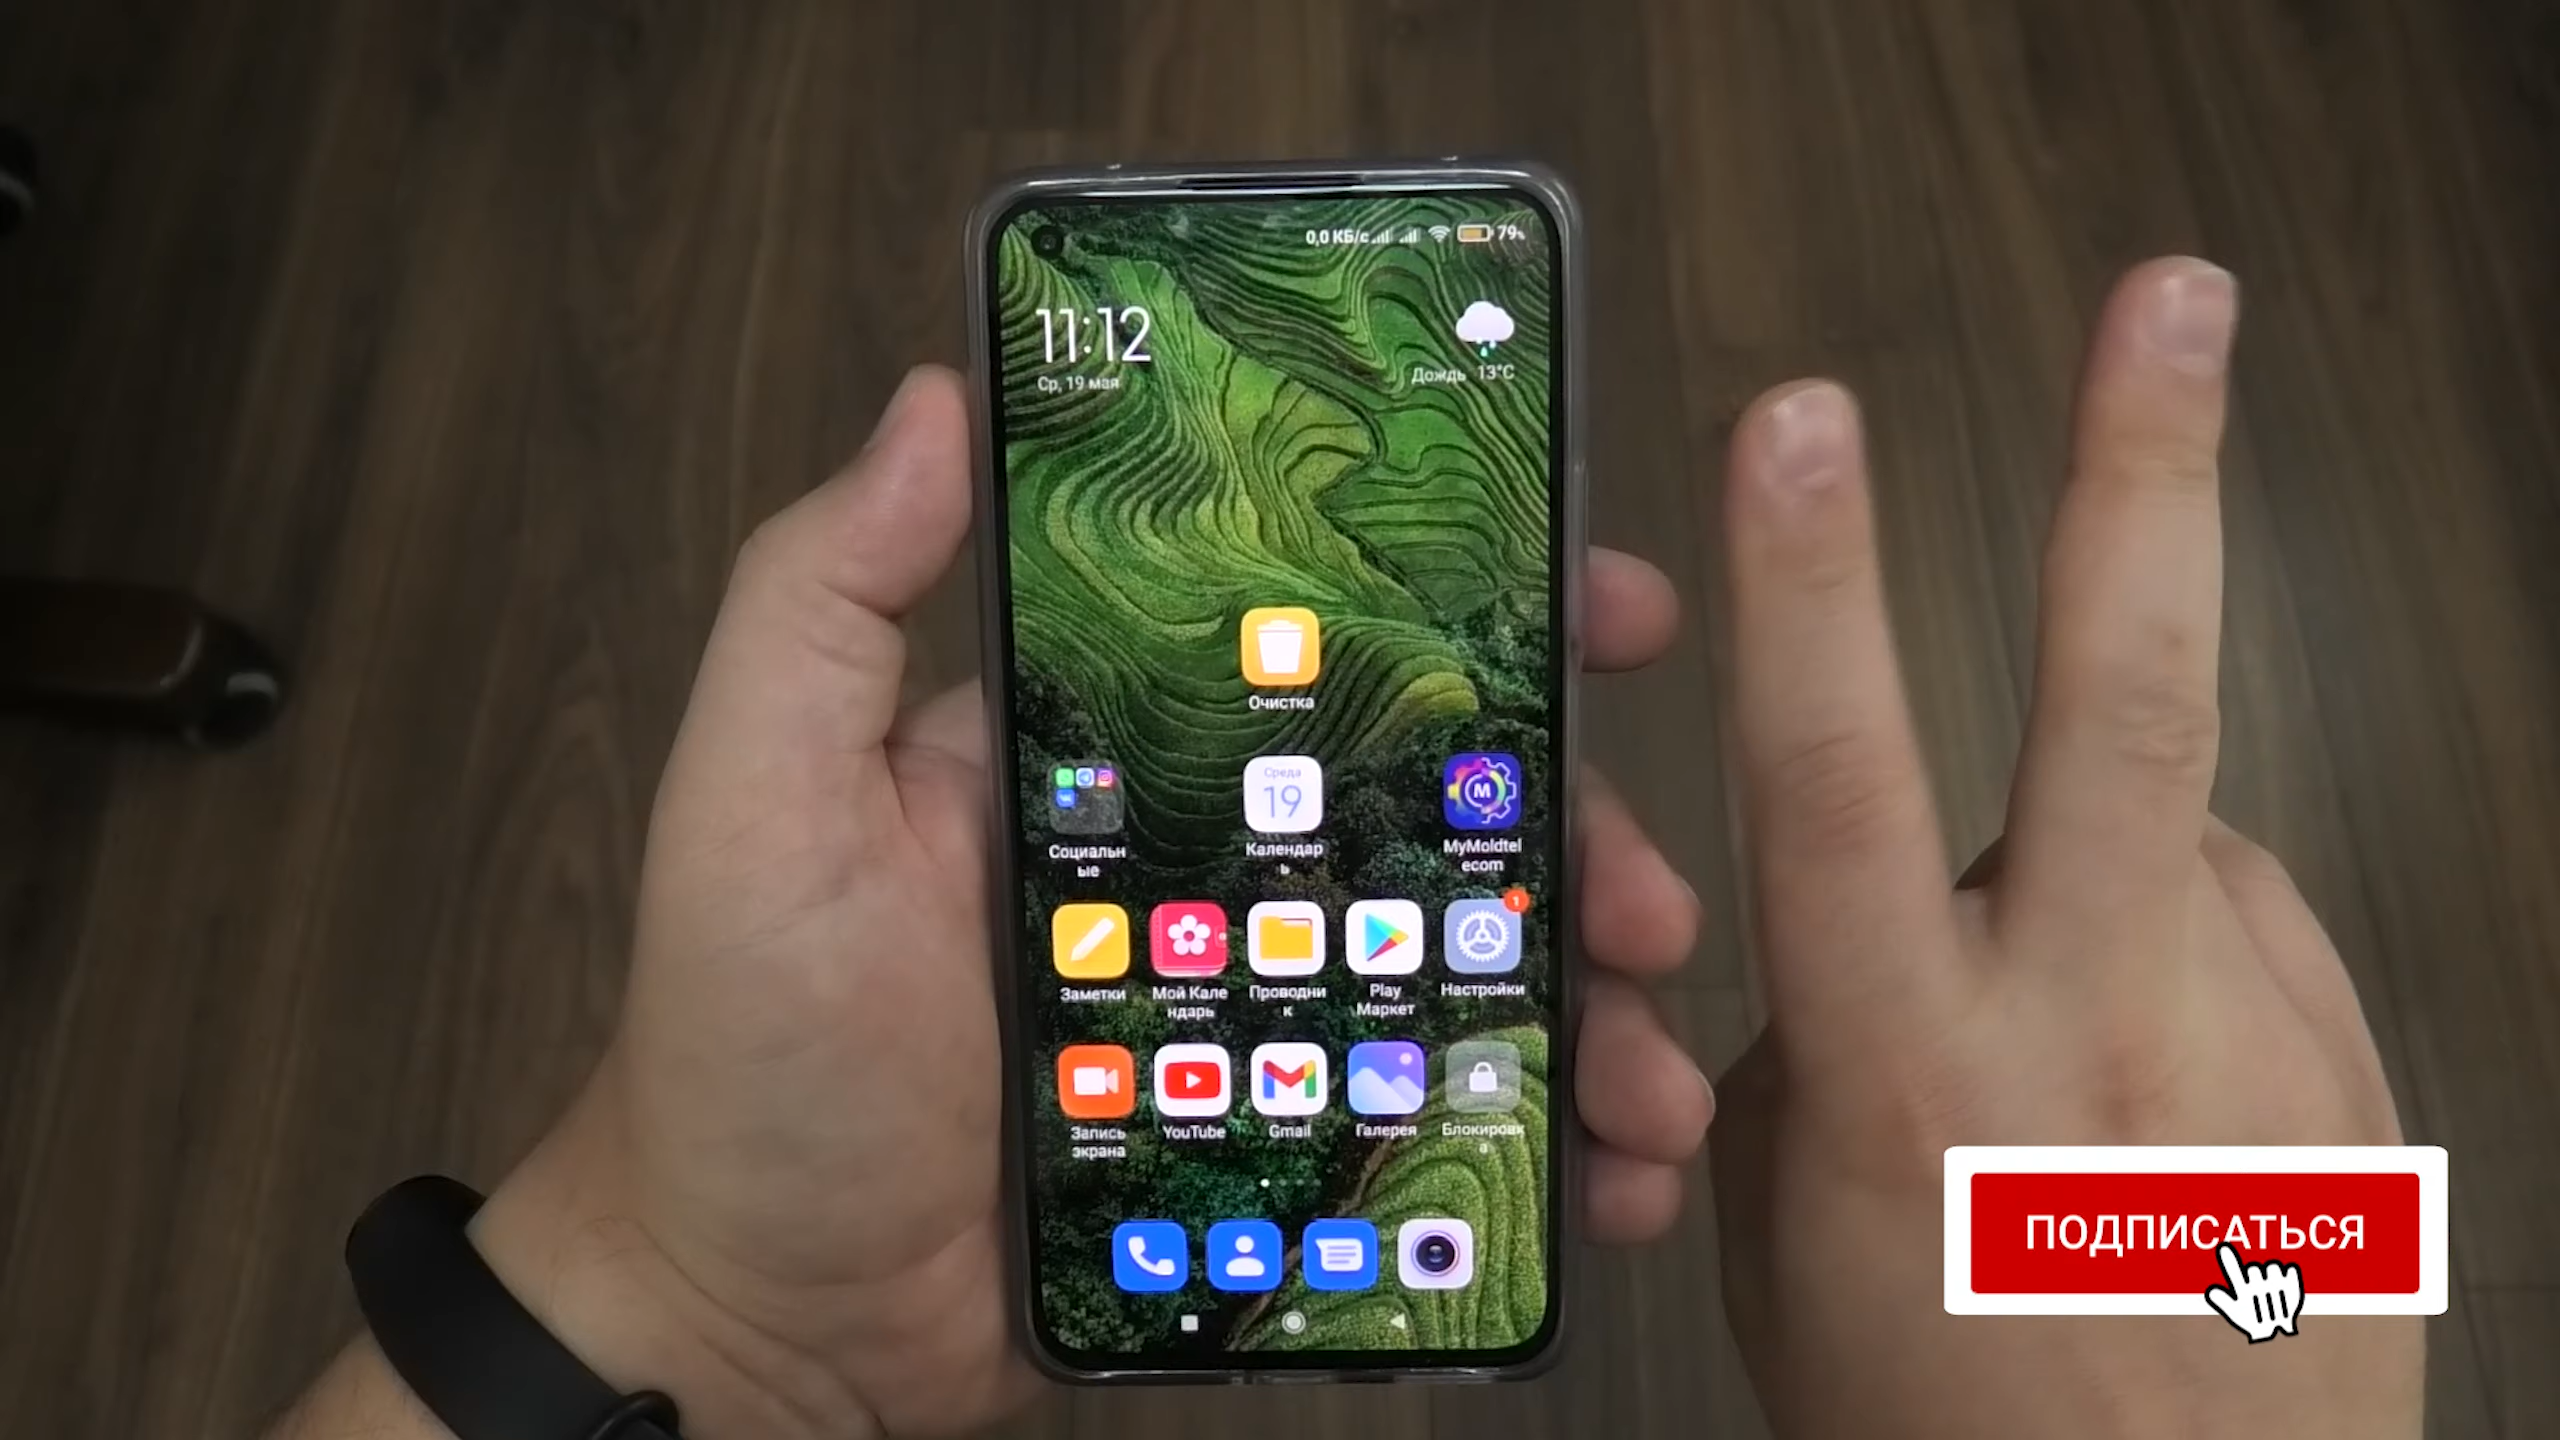 0,0 КБ/с 79%
11:12
Ср, 19 мая
Дождь 13°C
Очистка
Среда
19
M
Социальн
ые
Календар
ь
MyMoldtel
ecom
1
Заметки
Мой Кале
ндарь
Проводни
к
Play
Маркет
Настройки
Запись
экрана
YouTube
Gmail
Галерея
Блокировк
а
ПОДПИСАТЬСЯ